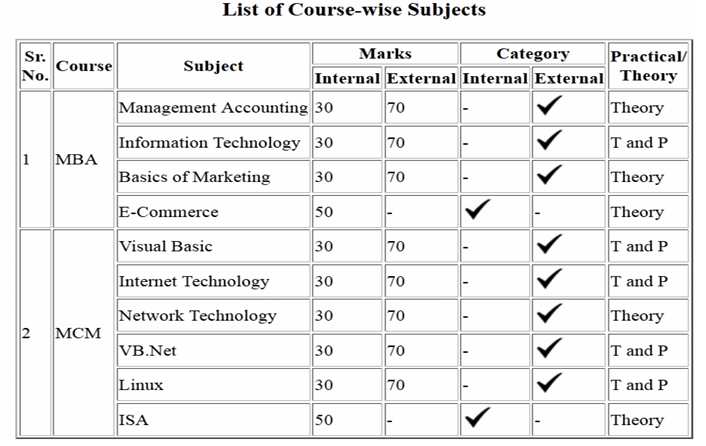 List of Course-wise Subjects
Sr. No. Course Subject Marks Category Practical/ Theory
Internal External Internal External
1 MBA Management Accounting 30 70 - ✓ Theory
Information Technology 30 70 - ✓ T and P
Basics of Marketing 30 70 - ✓ Theory
E-Commerce 50 - ✓ - Theory
2 MCM Visual Basic 30 70 - ✓ T and P
Internet Technology 30 70 - ✓ T and P
Network Technology 30 70 - ✓ Theory
VB.Net 30 70 - ✓ T and P
Linux 30 70 - ✓ T and P
ISA 50 - ✓ - Theory